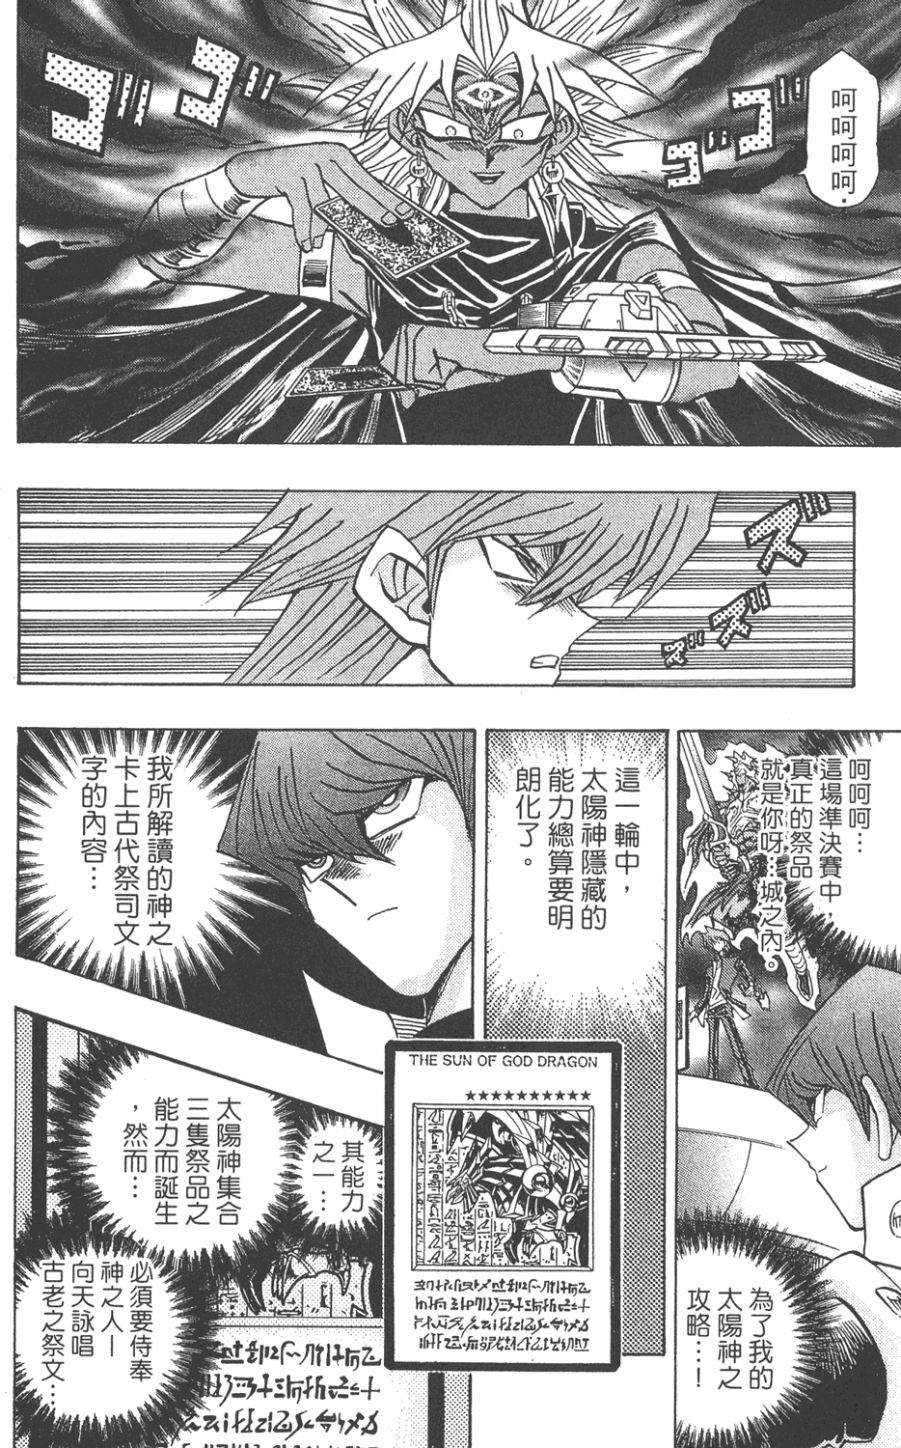 呵呵呵呵．
ゴゴ
ゴゴ
ズズズ
呵呵呵…
這場準決賽中，
真正的祭品
就是你呀…城之內。
為了我的
太陽神之
攻略…！
這一輪中，
太陽神隱藏的
能力總算要明
朗化了。
我所解讀的神之
卡上古代祭司文
字的內容…
THE SUN OF GOD DRAGON
★★★★★★★★★★
其能力
之一…
太陽神集合
三隻祭品之
能力而誕生
，然而…
必須要侍奉
神之人—
向天詠唱
古老之祭文…